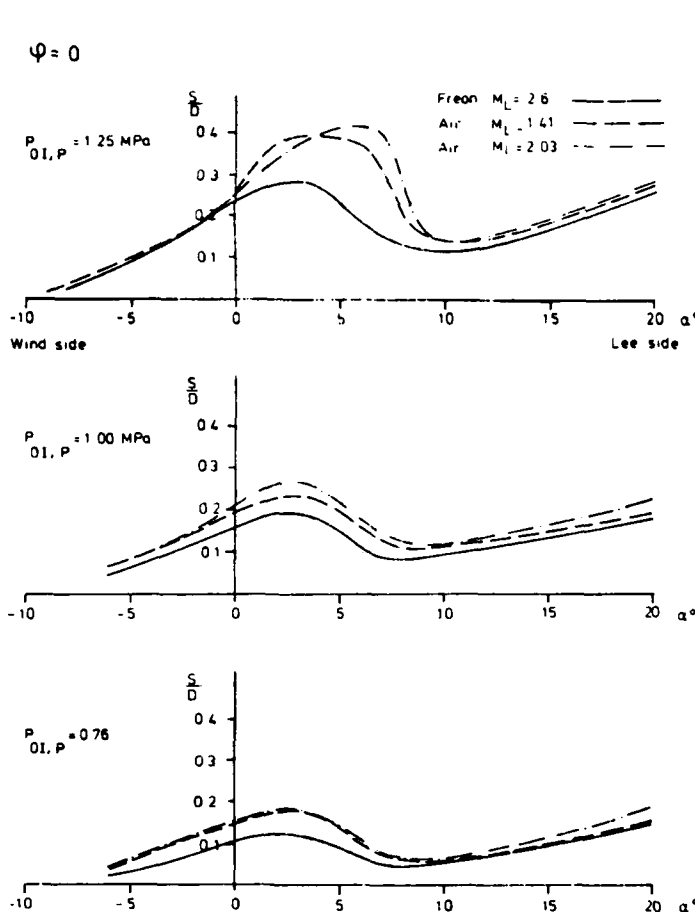 φ = 0
S/D
Freon M_L = 2.6
Air M_L = 1.41
Air M_L = 2.03
P_OI,P = 1.25 MPa
0.4
0.3
0.2
0.1
-10 -5 0 5 10 15 20 α°
Wind side Lee side
S/D
P_OI,P = 1.00 MPa
0.4
0.3
0.2
0.1
-10 -5 0 5 10 15 20 α°
S/D
P_OI,P = 0.76
0.4
0.3
0.2
0.1
-10 -5 0 5 10 15 20 α°